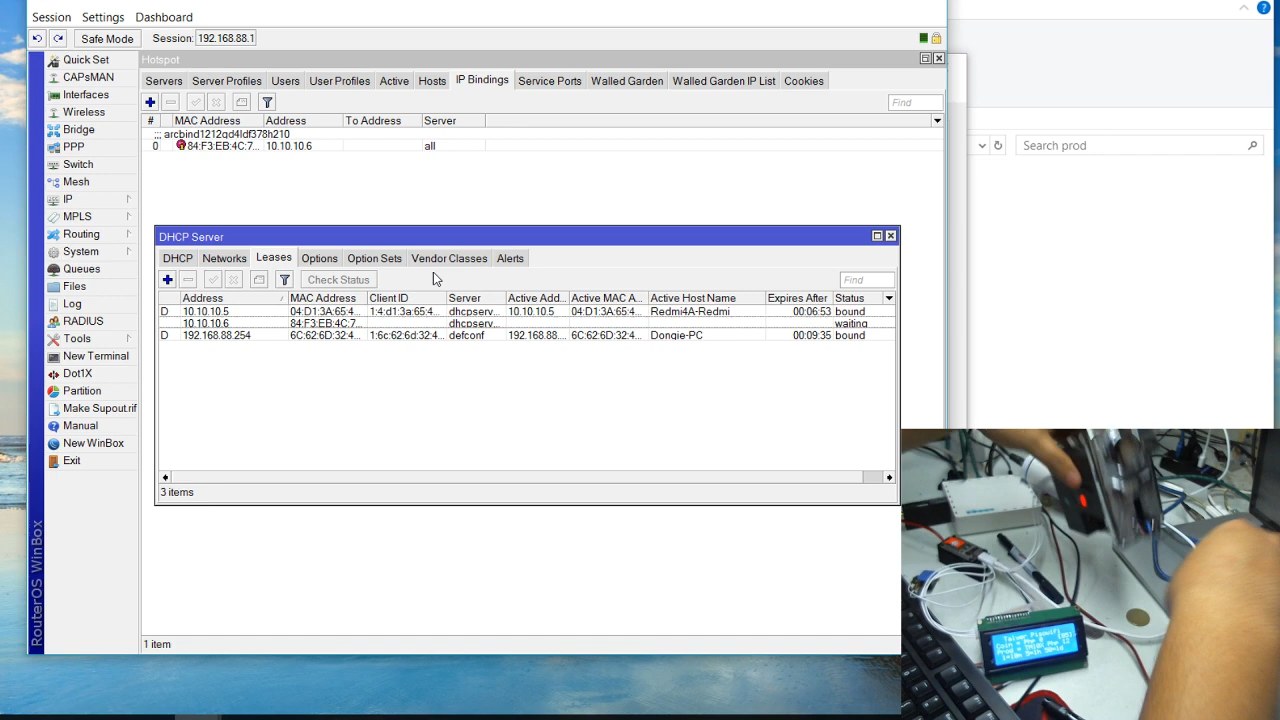 Session Settings Dashboard
Safe Mode Session: 192.168.88.1
Hotspot
Servers Server Profiles Users User Profiles Active Hosts IP Bindings Service Ports Walled Garden Walled Garden IP List Cookies
Find
# MAC Address Address To Address Server
;;; arcbind1212qd4ldf378h210
0 84:F3:EB:4C:7... 10.10.10.6 all
Search prod
Quick Set
CAPsMAN
Interfaces
Wireless
Bridge
PPP
Switch
Mesh
IP
MPLS
Routing
System
Queues
Files
Log
RADIUS
Tools
New Terminal
Dot1X
Partition
Make Supout.rif
Manual
New WinBox
Exit
RouterOS WinBox
DHCP Server
DHCP Networks Leases Options Option Sets Vendor Classes Alerts
Check Status Find
Address MAC Address Client ID Server Active Add... Active MAC A... Active Host Name Expires After Status
D 10.10.10.5 04:D1:3A:65:4... 1:4:d1:3a:65:4... dhcpserv... 10.10.10.5 04:D1:3A:65:4... Redmi4A-Redmi 00:06:53 bound
10.10.10.6 84:F3:EB:4C:7... dhcpserv... waiting
D 192.168.88.254 6C:62:6D:32:4... 1:6c:62:6d:32:4... defconf 192.168.88.... 6C:62:6D:32:4... Dongie-PC 00:09:35 bound
3 items
1 item